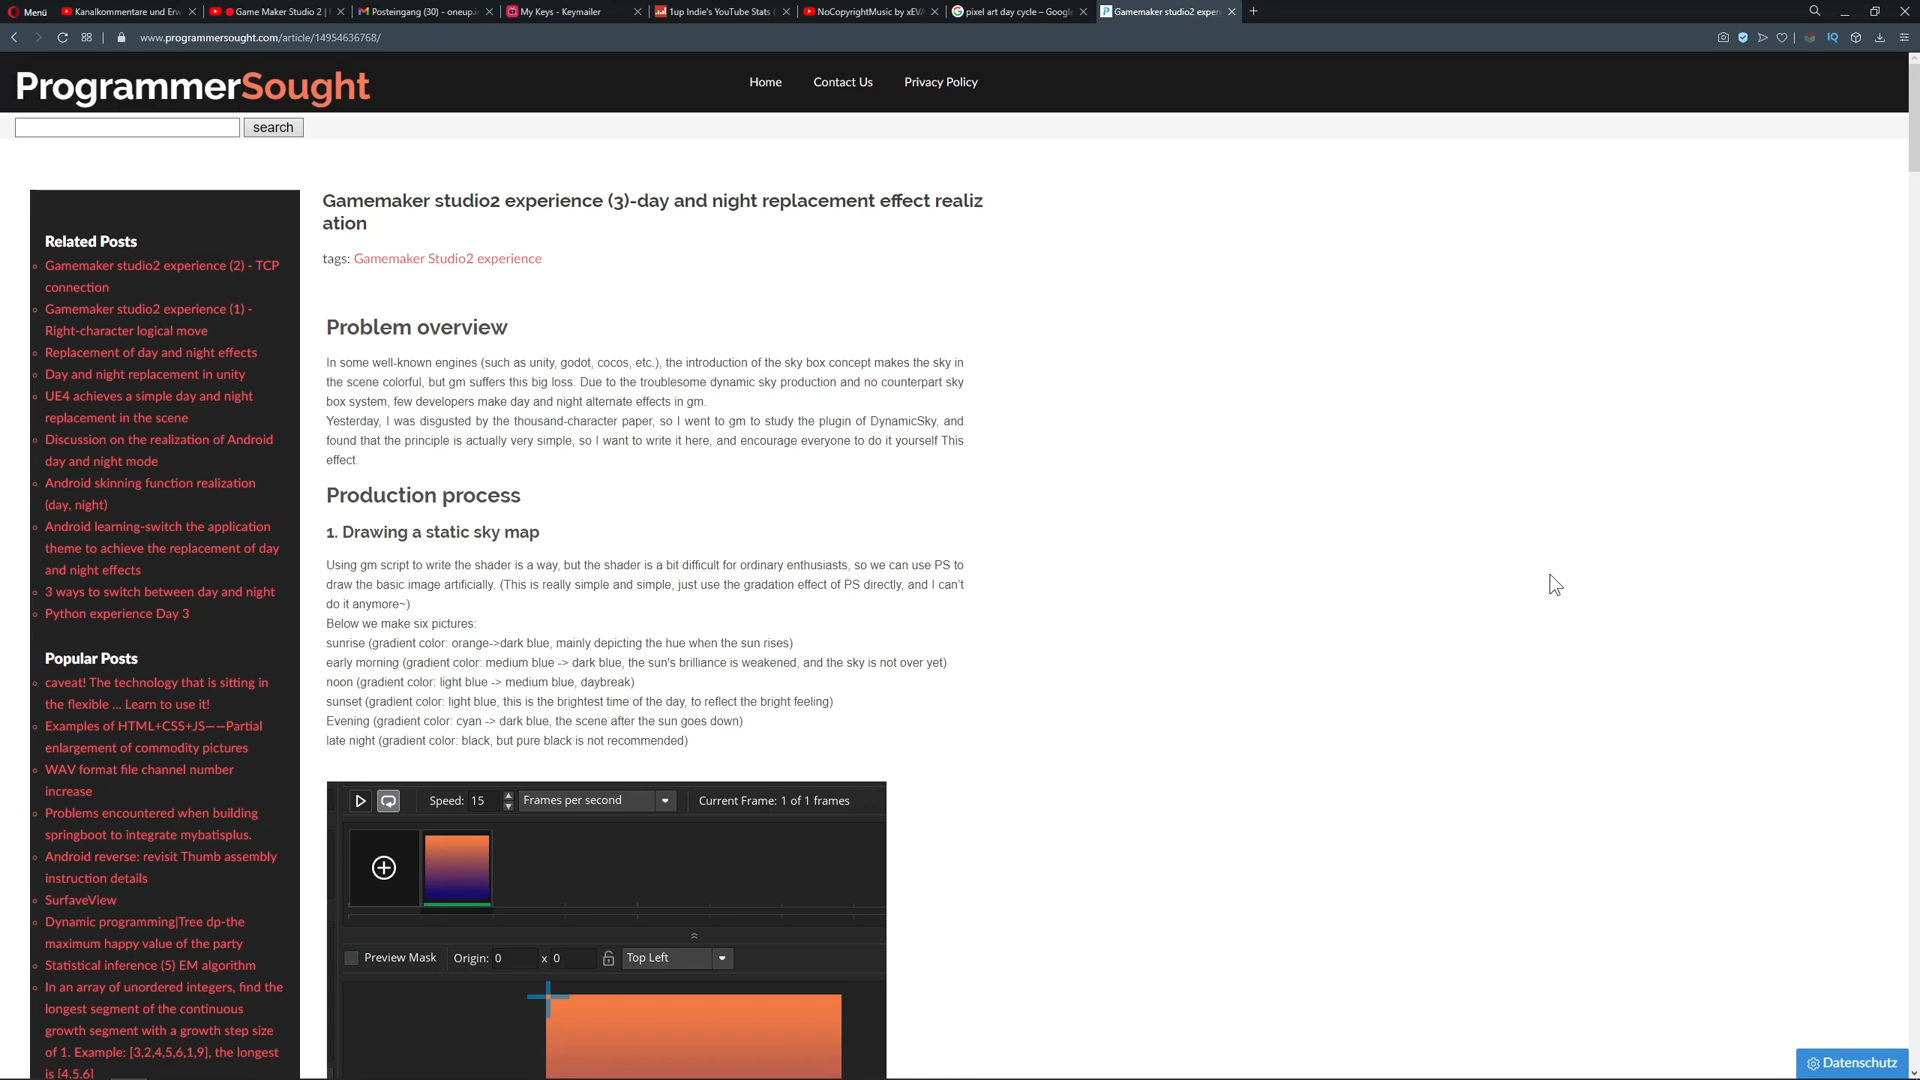 Menü
Kanalkommentare und Erw
Game Maker Studio 2 |
Posteingang (30) - oneup.i
My Keys - Keymailer
1up Indie's YouTube Stats (
NoCopyrightMusic by xEV
pixel art day cycle – Google
Gamemaker studio2 exper
www.programmersought.com/article/14954636768/
ProgrammerSought
Home
Contact Us
Privacy Policy
search
Related Posts
Gamemaker studio2 experience (2) - TCP
connection
Gamemaker studio2 experience (1) -
Right-character logical move
Replacement of day and night effects
Day and night replacement in unity
UE4 achieves a simple day and night
replacement in the scene
Discussion on the realization of Android
day and night mode
Android skinning function realization
(day, night)
Android learning-switch the application
theme to achieve the replacement of day
and night effects
3 ways to switch between day and night
Python experience Day 3
Popular Posts
caveat! The technology that is sitting in
the flexible ... Learn to use it!
Examples of HTML+CSS+JS——Partial
enlargement of commodity pictures
WAV format file channel number
increase
Problems encountered when building
springboot to integrate mybatisplus.
Android reverse: revisit Thumb assembly
instruction details
SurfaveView
Dynamic programming|Tree dp-the
maximum happy value of the party
Statistical inference (5) EM algorithm
In an array of unordered integers, find the
longest segment of the continuous
growth segment with a growth step size
of 1. Example: [3,2,4,5,6,1,9], the longest
is [4,5,6]
Gamemaker studio2 experience (3)-day and night replacement effect realiz
ation
tags: Gamemaker Studio2 experience
Problem overview
In some well-known engines (such as unity, godot, cocos, etc.), the introduction of the sky box concept makes the sky in
the scene colorful, but gm suffers this big loss. Due to the troublesome dynamic sky production and no counterpart sky
box system, few developers make day and night alternate effects in gm.
Yesterday, I was disgusted by the thousand-character paper, so I went to gm to study the plugin of DynamicSky, and
found that the principle is actually very simple, so I want to write it here, and encourage everyone to do it yourself This
effect.
Production process
1. Drawing a static sky map
Using gm script to write the shader is a way, but the shader is a bit difficult for ordinary enthusiasts, so we can use PS to
draw the basic image artificially. (This is really simple and simple, just use the gradation effect of PS directly, and I can't
do it anymore~)
Below we make six pictures:
sunrise (gradient color: orange->dark blue, mainly depicting the hue when the sun rises)
early morning (gradient color: medium blue -> dark blue, the sun's brilliance is weakened, and the sky is not over yet)
noon (gradient color: light blue -> medium blue, daybreak)
sunset (gradient color: light blue, this is the brightest time of the day, to reflect the bright feeling)
Evening (gradient color: cyan -> dark blue, the scene after the sun goes down)
late night (gradient color: black, but pure black is not recommended)
Speed: 15 Frames per second Current Frame: 1 of 1 frames
Preview Mask Origin: 0 x 0 Top Left
Datenschutz